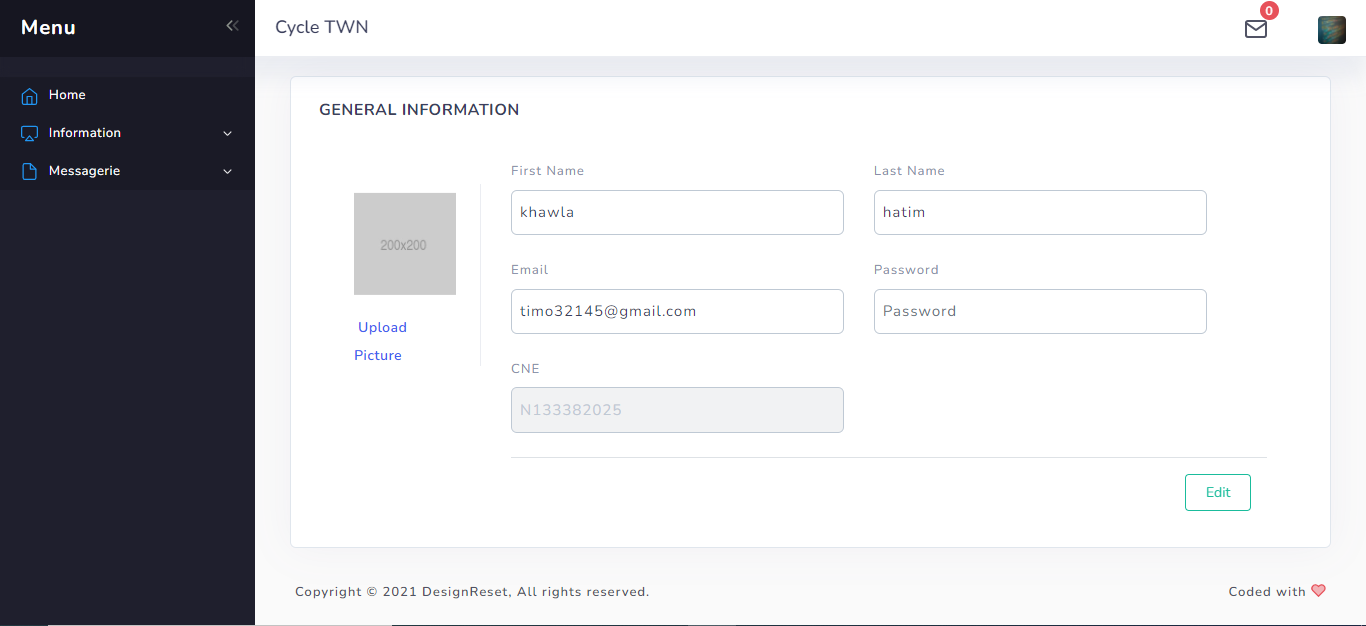 Menu
Cycle TWN
0
Home
Information
Messagerie
GENERAL INFORMATION
200x200
Upload
Picture
First Name
khawla
Last Name
hatim
Email
timo32145@gmail.com
Password
Password
CNE
N133382025
Edit
Copyright © 2021 DesignReset, All rights reserved.
Coded with